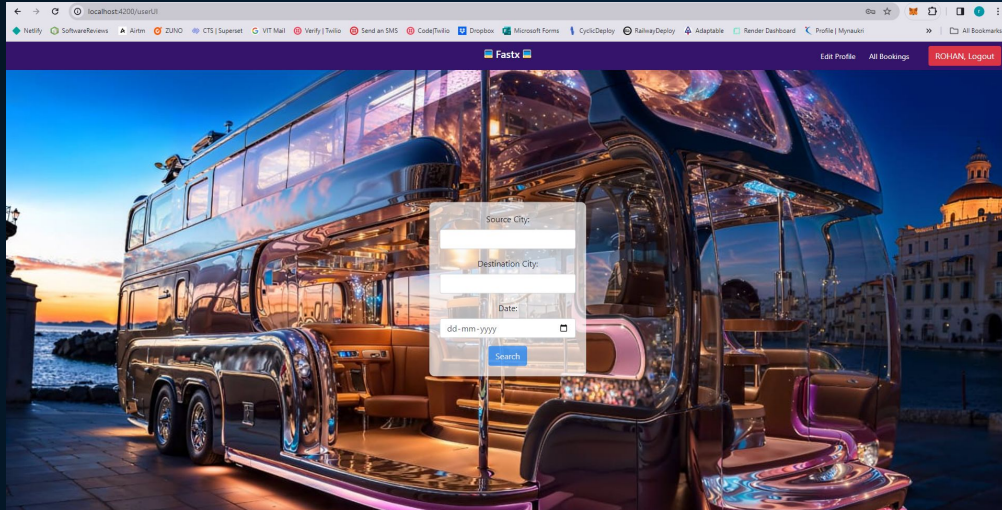 localhost:4200/userUI
Netlify SoftwareReviews Airtm ZUNO CTS | Superset VIT Mail Verify | Twilio Send an SMS Code|Twilio Dropbox Microsoft Forms CyclicDeploy RailwayDeploy Adaptable Render Dashboard Profile | Mynaukri » All Bookmarks
Fastx Edit Profile All Bookings ROHAN, Logout
Source City:
Destination City:
Date:
dd-mm-yyyy
Search